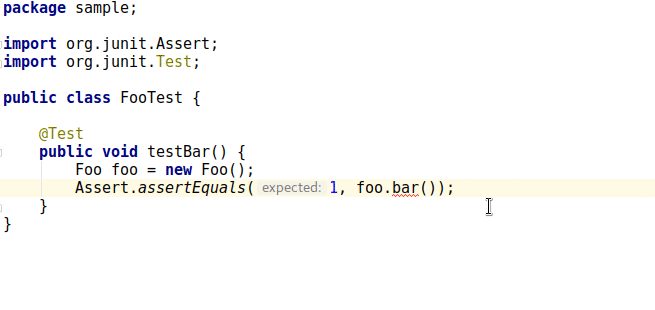 package sample;
import org.junit.Assert;
import org.junit.Test;
public class FooTest {
@Test
public void testBar() {
Foo foo = new Foo();
Assert.assertEquals( expected: 1, foo.bar());
}
}